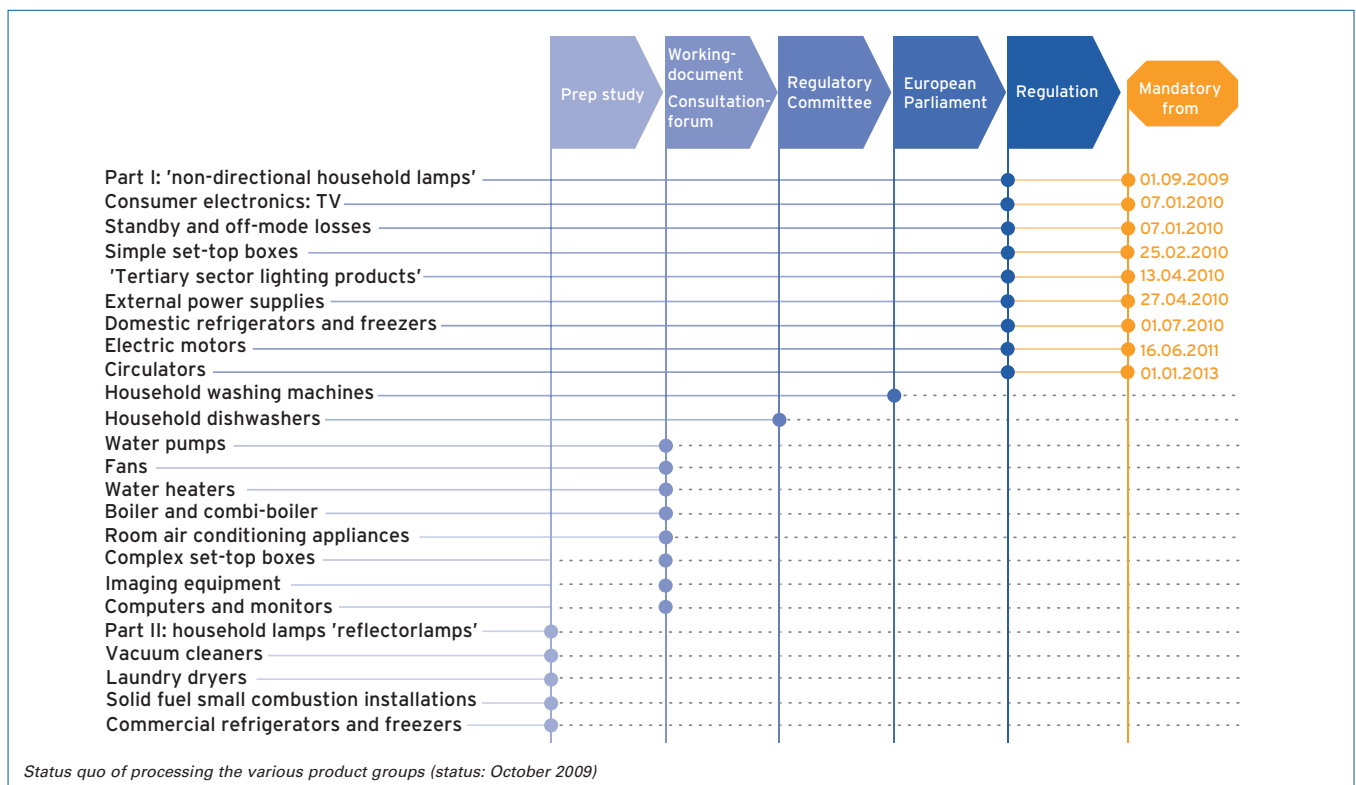 Prep study
Working-
document
Consultation-
forum
Regulatory
Committee
European
Parliament
Regulation
Mandatory
from
Part I: 'non-directional household lamps' 01.09.2009
Consumer electronics: TV 07.01.2010
Standby and off-mode losses 07.01.2010
Simple set-top boxes 25.02.2010
'Tertiary sector lighting products' 13.04.2010
External power supplies 27.04.2010
Domestic refrigerators and freezers 01.07.2010
Electric motors 16.06.2011
Circulators 01.01.2013
Household washing machines
Household dishwashers
Water pumps
Fans
Water heaters
Boiler and combi-boiler
Room air conditioning appliances
Complex set-top boxes
Imaging equipment
Computers and monitors
Part II: household lamps 'reflectorlamps'
Vacuum cleaners
Laundry dryers
Solid fuel small combustion installations
Commercial refrigerators and freezers
Status quo of processing the various product groups (status: October 2009)